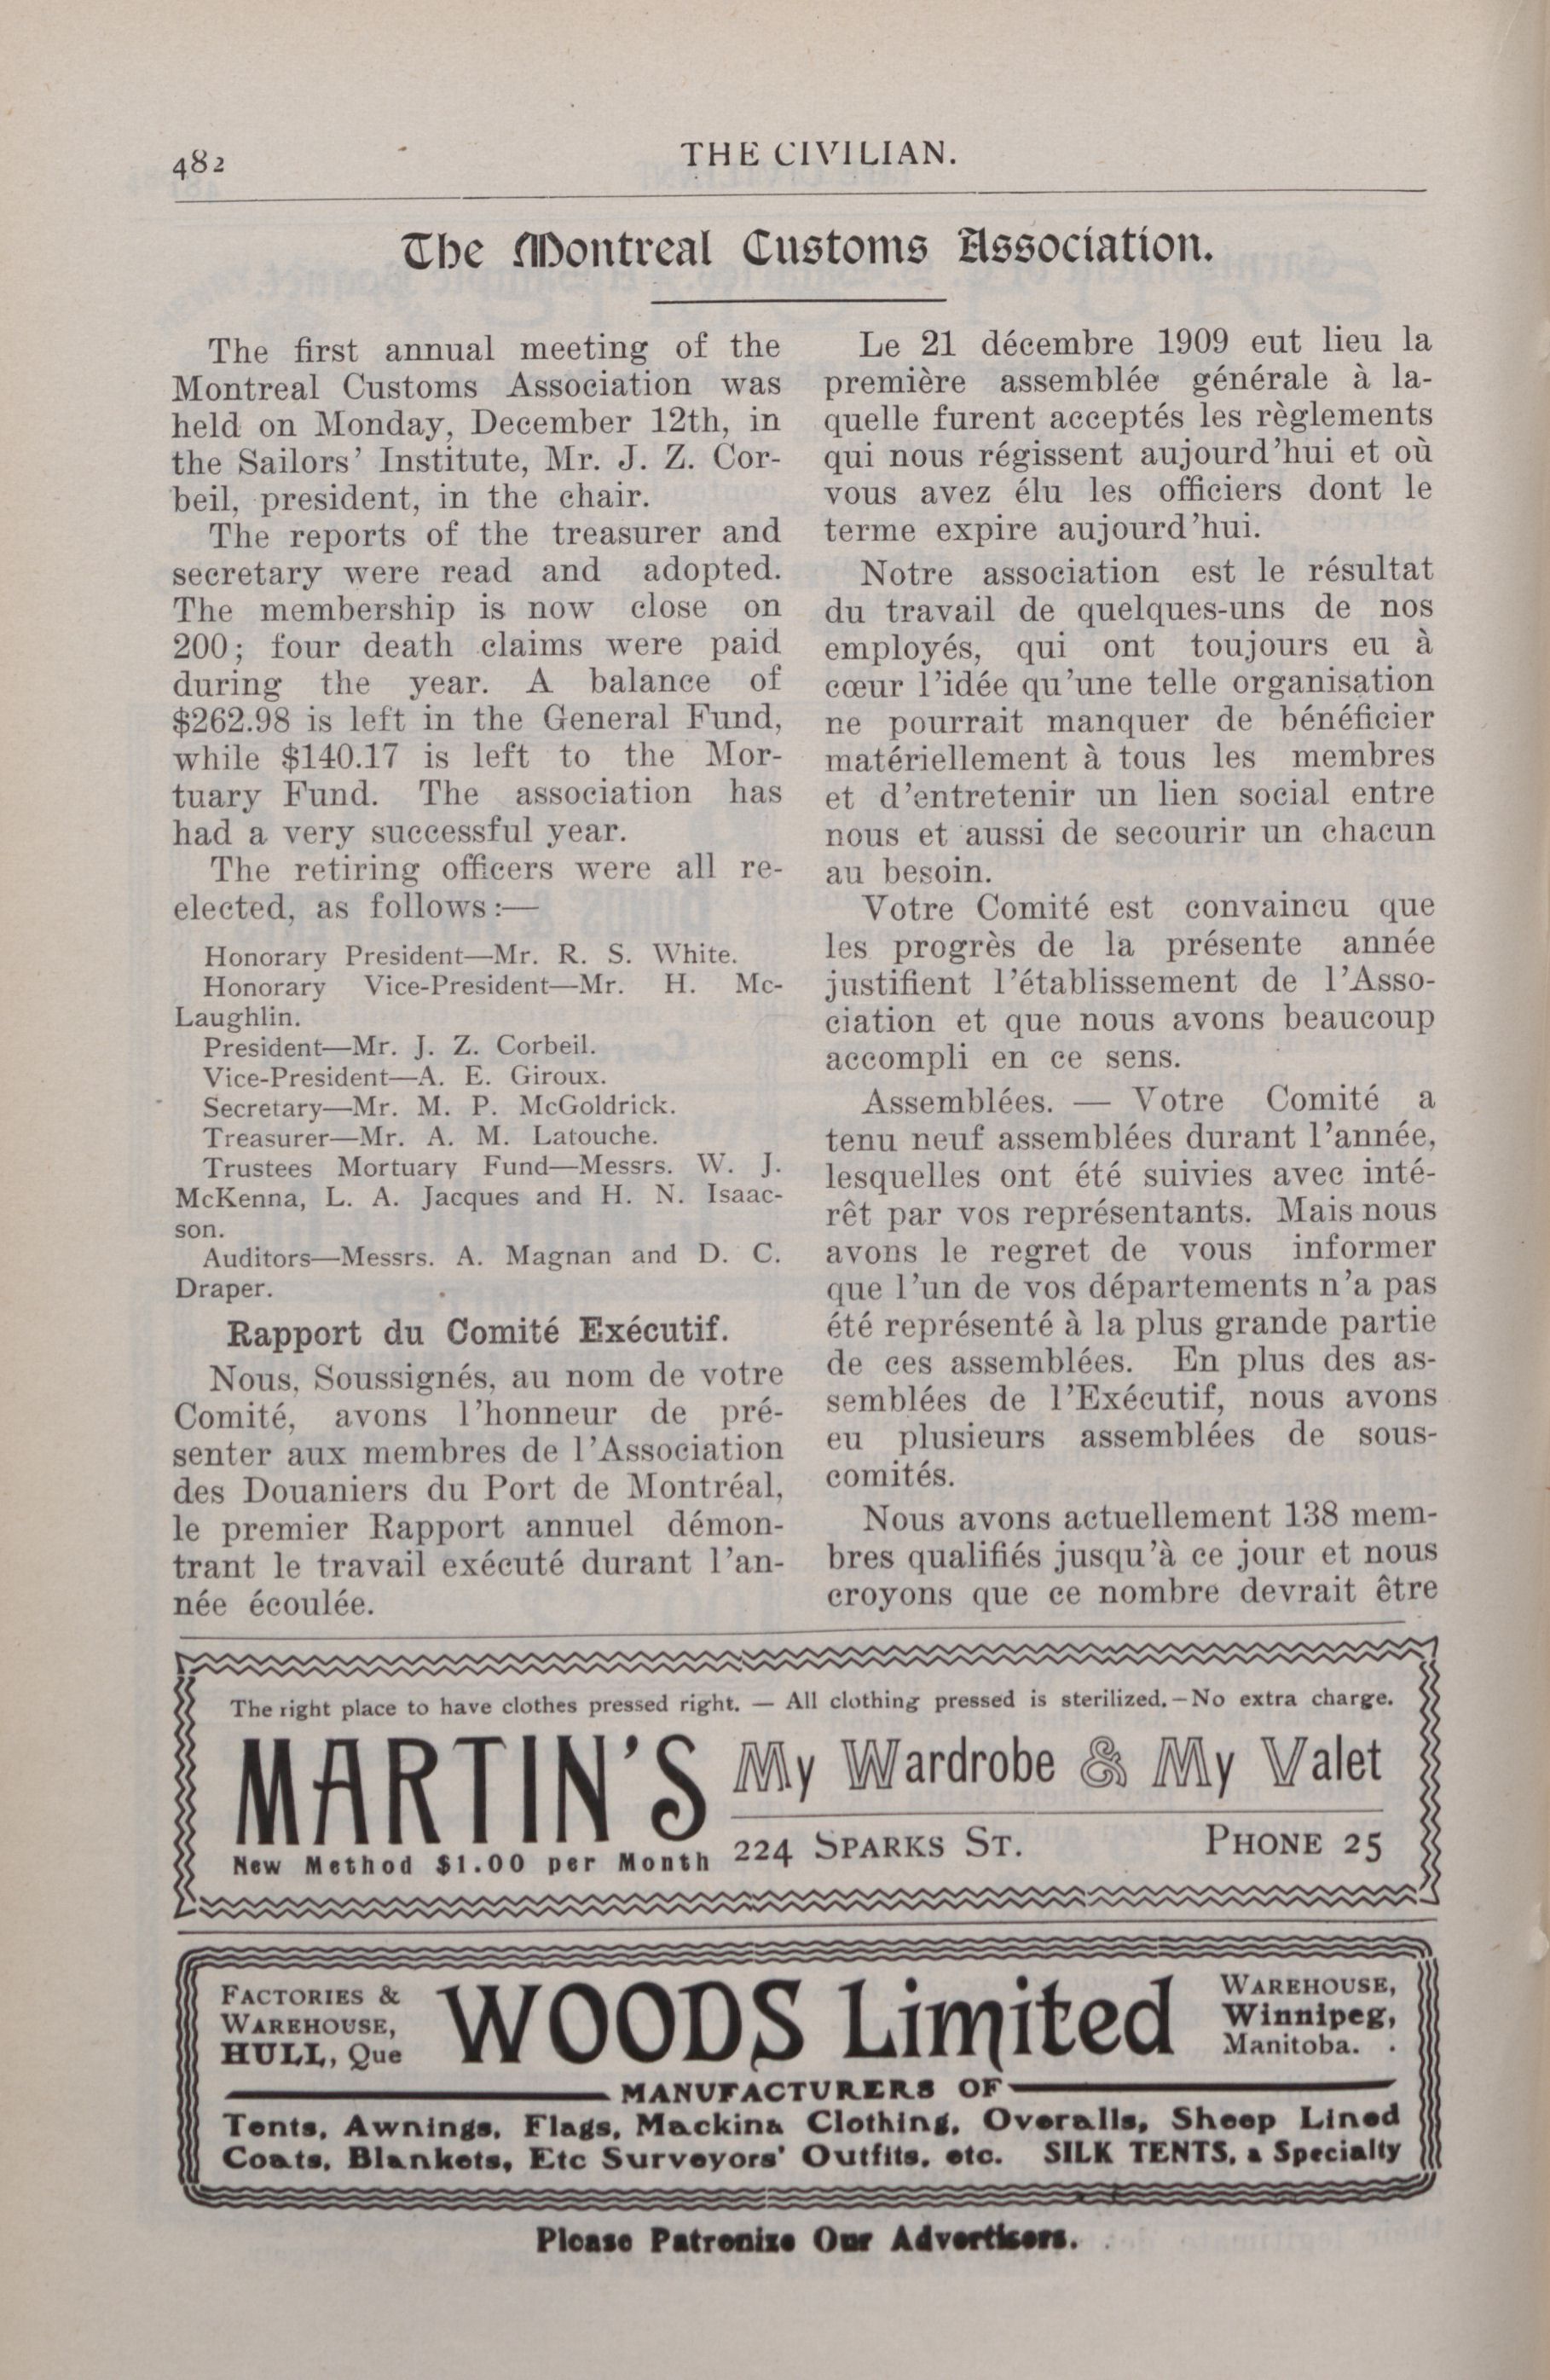 482
THE CIVILIAN.
The Montreal Customs Association.
The first annual meeting of the
Montreal Customs Association was
held on Monday, December 12th, in
the Sailors' Institute, Mr. J. Z. Cor-
beil, president, in the chair.
The reports of the treasurer and
secretary were read and adopted.
The membership is now close on
200; four death claims were paid
during the year. A balance of
$262.98 is left in the General Fund,
while $140.17 is left to the Mor-
tuary Fund. The association has
had a very successful year.
The retiring officers were all re-
elected, as follows:—
Honorary President—Mr. R. S. White.
Honorary Vice-President—Mr. H. Mc-
Laughlin.
President—Mr. J. Z. Corbeil.
Vice-President—A. E. Giroux.
Secretary—Mr. M. P. McGoldrick.
Treasurer—Mr. A. M. Latouche.
Trustees Mortuary Fund—Messrs. W. J.
McKenna, L. A. Jacques and H. N. Isaac-
son.
Auditors—Messrs. A. Magnan and D. C.
Draper.
Rapport du Comité Exécutif.
Nous, Soussignés, au nom de votre
Comité, avons l'honneur de pré-
senter aux membres de l'Association
des Douaniers du Port de Montréal,
le premier Rapport annuel démon-
trant le travail exécuté durant l'an-
née écoulée.
Le 21 décembre 1909 eut lieu la
première assemblée générale à la-
quelle furent acceptés les règlements
qui nous régissent aujourd'hui et où
vous avez élu les officiers dont le
terme expire aujourd'hui.
Notre association est le résultat
du travail de quelques-uns de nos
employés, qui ont toujours eu à
cœur l'idée qu'une telle organisation
ne pourrait manquer de bénéficier
matériellement à tous les membres
et d'entretenir un lien social entre
nous et aussi de secourir un chacun
au besoin.
Votre Comité est convaincu que
les progrès de la présente année
justifient l'établissement de l'Asso-
ciation et que nous avons beaucoup
accompli en ce sens.
Assemblées. — Votre Comité a
tenu neuf assemblées durant l'année,
lesquelles ont été suivies avec inté-
rêt par vos représentants. Mais nous
avons le regret de vous informer
que l'un de vos départements n'a pas
été représenté à la plus grande partie
de ces assemblées. En plus des as-
semblées de l'Exécutif, nous avons
eu plusieurs assemblées de sous-
comités.
Nous avons actuellement 138 mem-
bres qualifiés jusqu'à ce jour et nous
croyons que ce nombre devrait être
The right place to have clothes pressed right. — All clothing pressed is sterilized.—No extra charge.
MARTIN'S My Wardrobe & My Valet
New Method $1.00 per Month 224 SPARKS ST. PHONE 25
FACTORIES &
WAREHOUSE,
HULL, Que
WOODS Limited
WAREHOUSE,
Winnipeg,
Manitoba. .
MANUFACTURERS OF
Tents, Awnings, Flags, Mackina Clothing, Overalls, Sheep Lined
Coats, Blankets, Etc Surveyors' Outfits, etc. SILK TENTS, a Specialty
Please Patronize Our Advertisers.